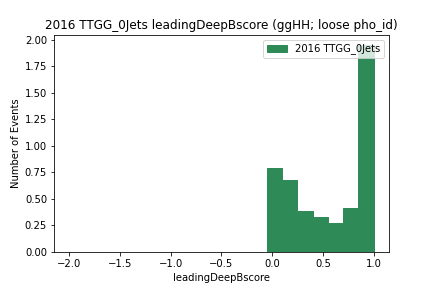 2016 TTGG_0Jets leadingDeepBscore (ggHH; loose pho_id)
2016 TTGG_0Jets
Number of Events
2.00
1.75
1.50
1.25
1.00
0.75
0.50
0.25
0.00
−2.0 −1.5 −1.0 −0.5 0.0 0.5 1.0
leadingDeepBscore